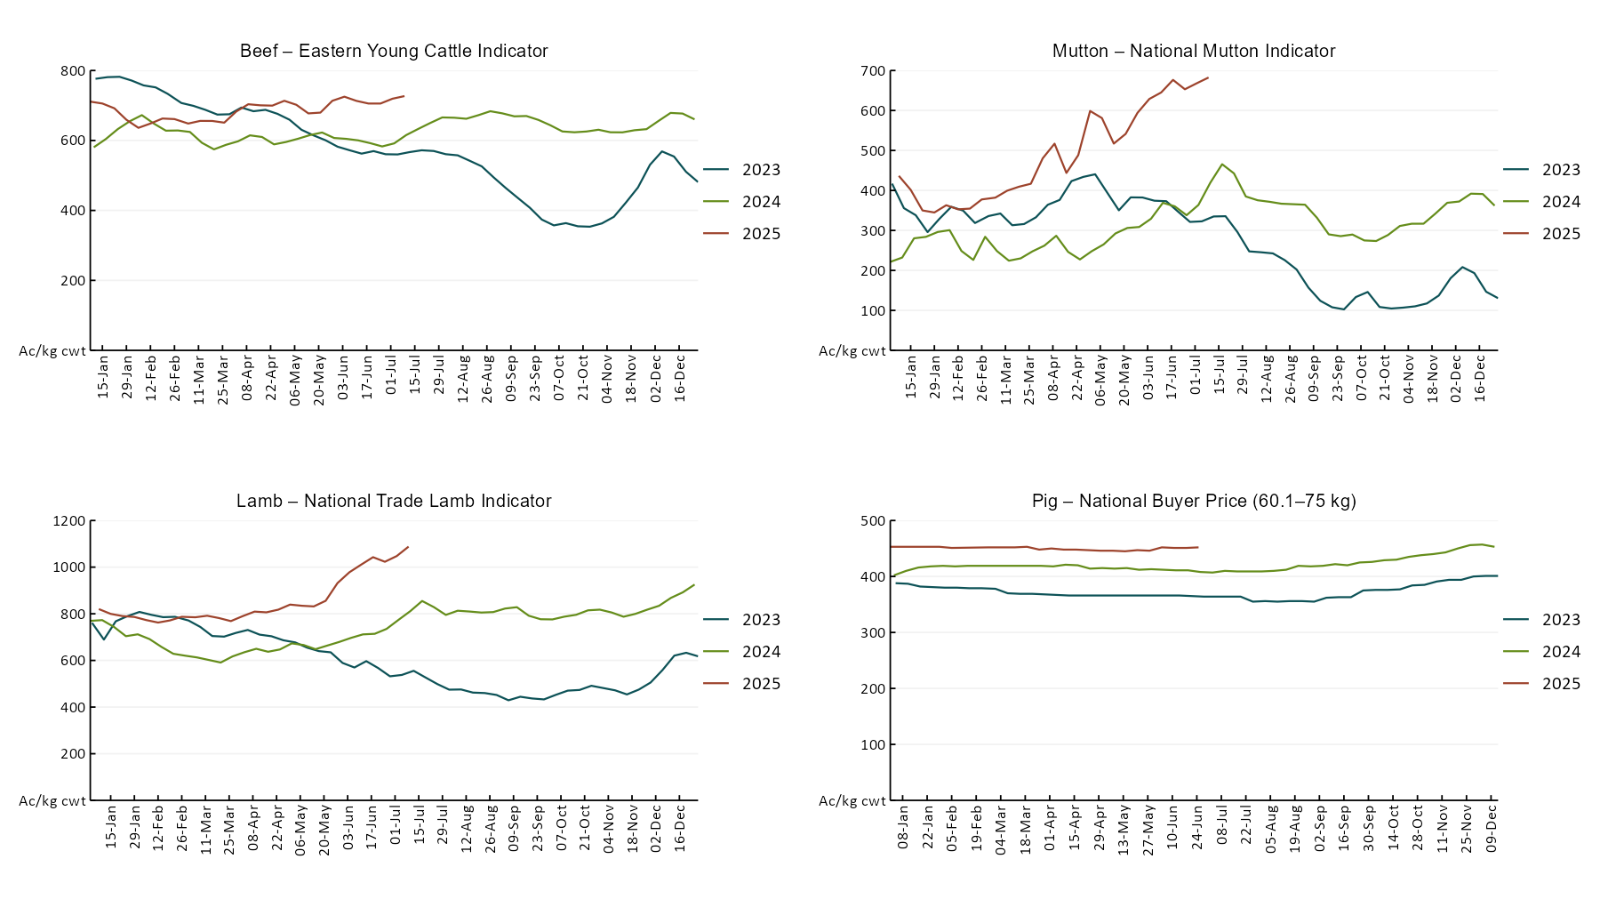 Beef – Eastern Young Cattle Indicator
800
600
400
200
Ac/kg cwt
15-Jan
29-Jan
12-Feb
26-Feb
11-Mar
25-Mar
08-Apr
22-Apr
06-May
20-May
03-Jun
17-Jun
01-Jul
15-Jul
29-Jul
12-Aug
26-Aug
09-Sep
23-Sep
07-Oct
21-Oct
04-Nov
18-Nov
02-Dec
16-Dec
2023
2024
2025
Mutton – National Mutton Indicator
700
600
500
400
300
200
100
Ac/kg cwt
15-Jan
29-Jan
12-Feb
26-Feb
11-Mar
25-Mar
08-Apr
22-Apr
06-May
20-May
03-Jun
17-Jun
01-Jul
15-Jul
29-Jul
12-Aug
26-Aug
09-Sep
23-Sep
07-Oct
21-Oct
04-Nov
18-Nov
02-Dec
16-Dec
2023
2024
2025
Lamb – National Trade Lamb Indicator
1200
1000
800
600
400
200
Ac/kg cwt
15-Jan
29-Jan
12-Feb
26-Feb
11-Mar
25-Mar
08-Apr
22-Apr
06-May
20-May
03-Jun
17-Jun
01-Jul
15-Jul
29-Jul
12-Aug
26-Aug
09-Sep
23-Sep
07-Oct
21-Oct
04-Nov
18-Nov
02-Dec
16-Dec
2023
2024
2025
Pig – National Buyer Price (60.1–75 kg)
500
400
300
200
100
Ac/kg cwt
08-Jan
22-Jan
05-Feb
19-Feb
04-Mar
18-Mar
01-Apr
15-Apr
29-Apr
13-May
27-May
10-Jun
24-Jun
08-Jul
22-Jul
05-Aug
19-Aug
02-Sep
16-Sep
30-Sep
14-Oct
28-Oct
11-Nov
25-Nov
09-Dec
2023
2024
2025